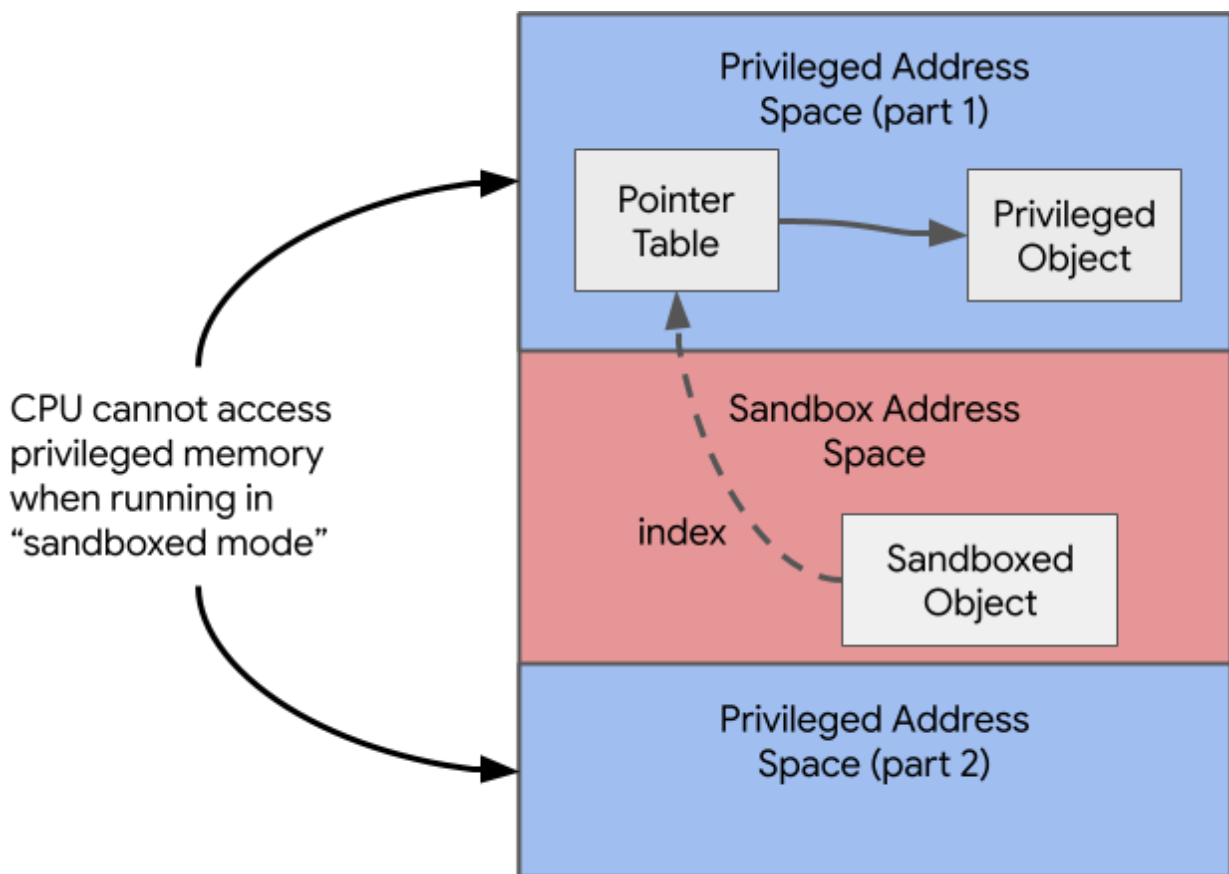 Privileged Address
Space (part 1)
Pointer
Table
Privileged
Object
CPU cannot access
privileged memory
when running in
“sandboxed mode”
Sandbox Address
Space
index
Sandboxed
Object
Privileged Address
Space (part 2)